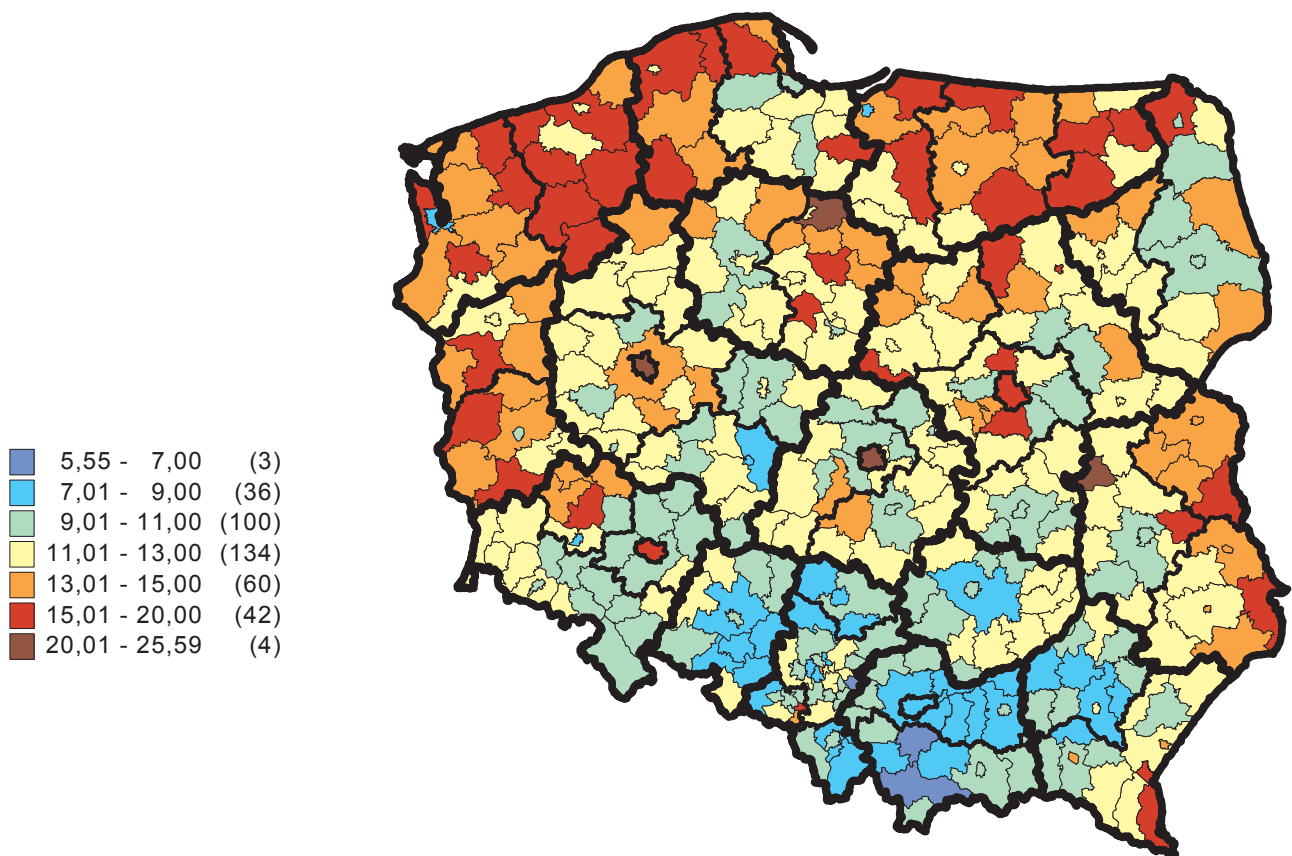 5,55 - 7,00 (3)
7,01 - 9,00 (36)
9,01 - 11,00 (100)
11,01 - 13,00 (134)
13,01 - 15,00 (60)
15,01 - 20,00 (42)
20,01 - 25,59 (4)